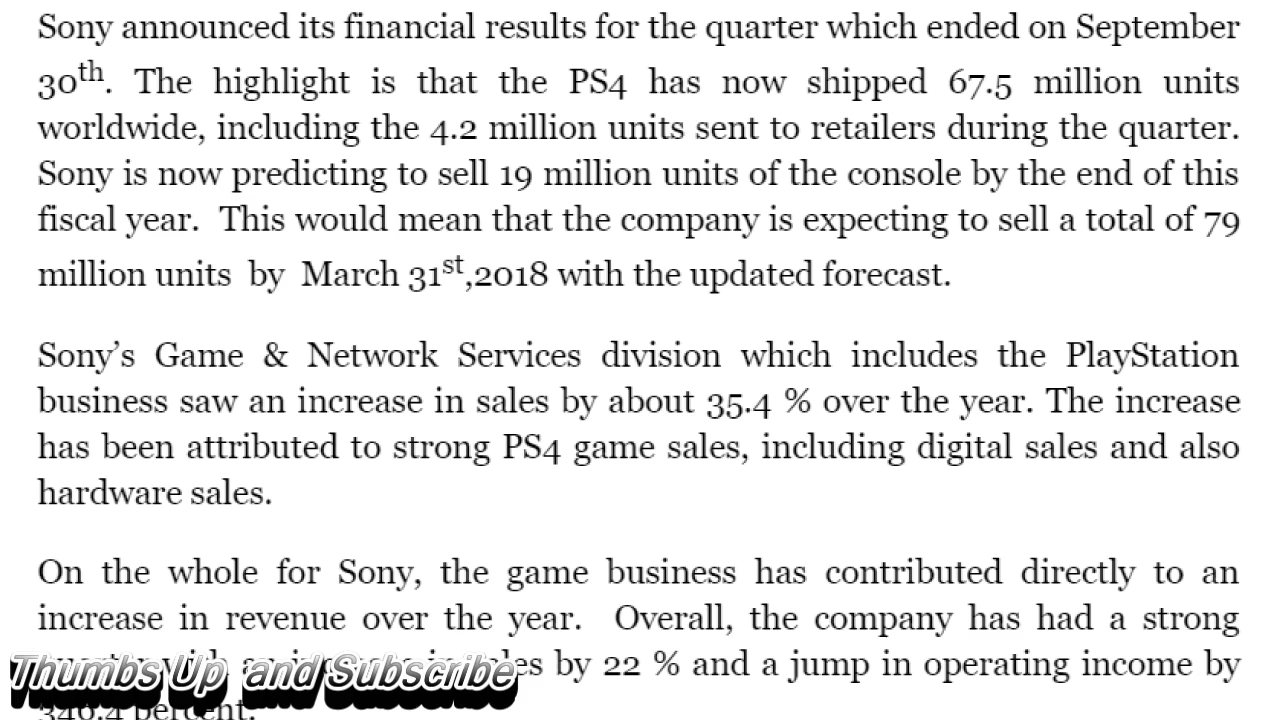 Sony announced its financial results for the quarter which ended on September
30th. The highlight is that the PS4 has now shipped 67.5 million units
worldwide, including the 4.2 million units sent to retailers during the quarter.
Sony is now predicting to sell 19 million units of the console by the end of this
fiscal year. This would mean that the company is expecting to sell a total of 79
million units by March 31st,2018 with the updated forecast.
Sony’s Game & Network Services division which includes the PlayStation
business saw an increase in sales by about 35.4 % over the year. The increase
has been attributed to strong PS4 game sales, including digital sales and also
hardware sales.
On the whole for Sony, the game business has contributed directly to an
increase in revenue over the year. Overall, the company has had a strong
by 22 % and a jump in operating income by
Thumbs Up and Subscribe
346.4 percent.